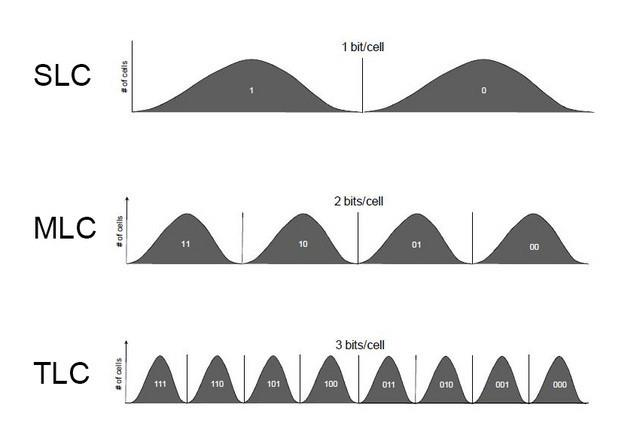 SLC
# of cells
1 bit/cell
1
0
MLC
# of cells
2 bits/cell
11
10
01
00
TLC
# of cells
3 bits/cell
111
110
101
100
011
010
001
000